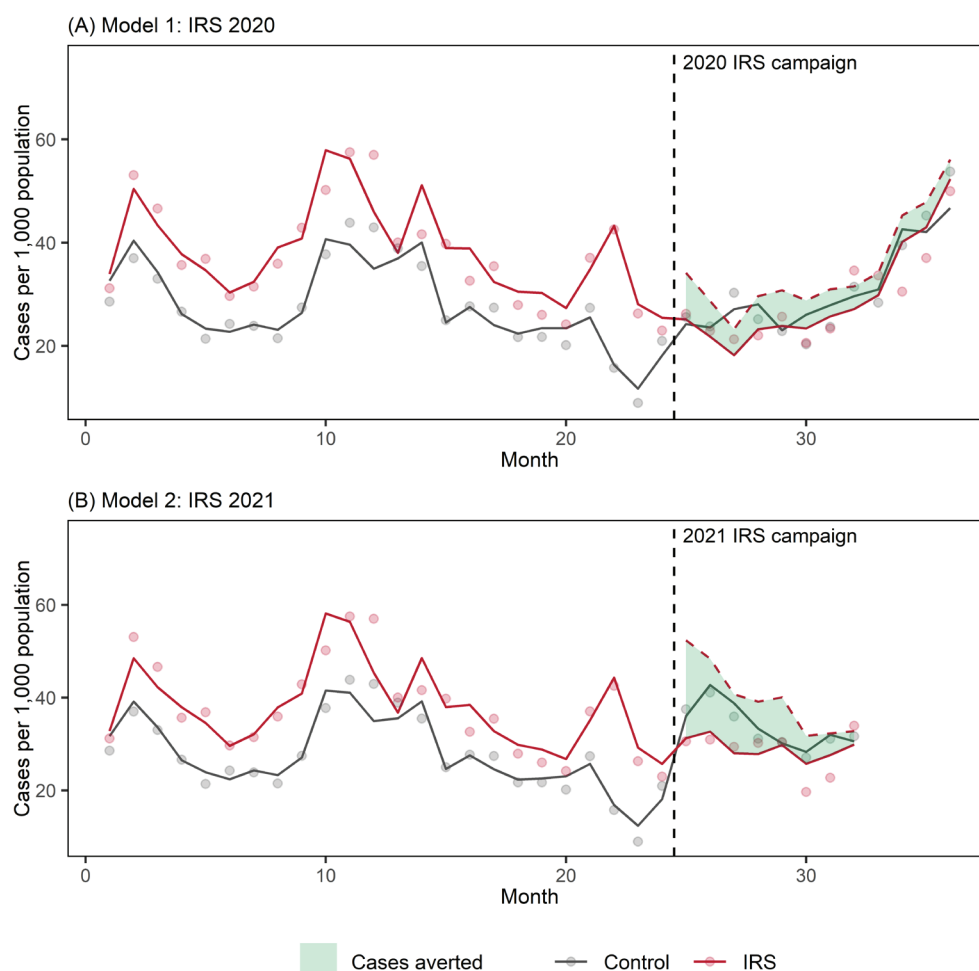 (A) Model 1: IRS 2020
2020 IRS campaign
Cases per 1,000 population
60
40
20
0
10
20
30
Month
(B) Model 2: IRS 2021
2021 IRS campaign
Cases per 1,000 population
60
40
20
0
10
20
30
Month
Cases averted
Control
IRS